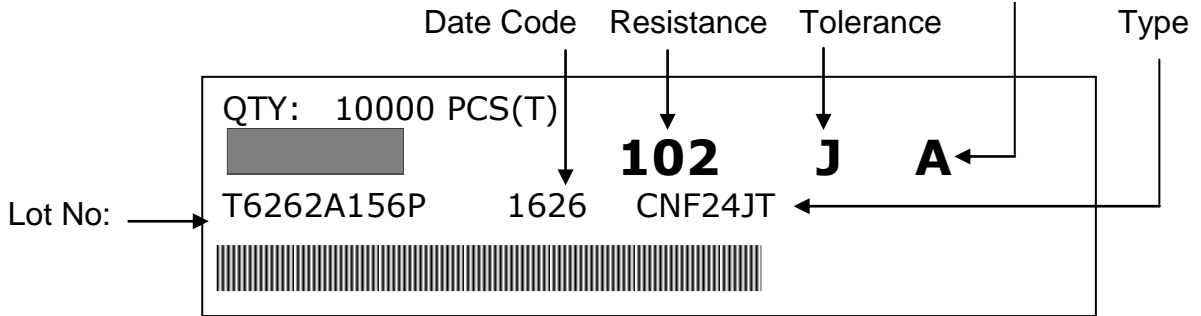 Date Code Resistance Tolerance Type
QTY: 10000 PCS(T)
102 J A
Lot No: T6262A156P 1626 CNF24JT